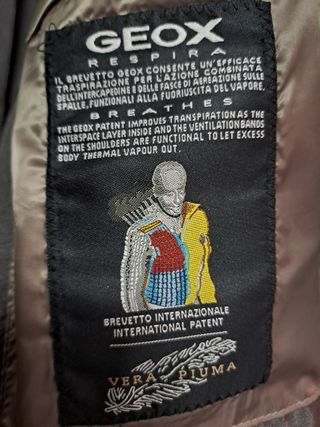 GEOX
RESPIRA
IL BREVETTO GEOX CONSENTE UN'EFFICACE
TRASPIRAZIONE PER L'AZIONE COMBINATA
DELL'INTERCAPEDINE E DELLE FASCE DI AEREAZIONE SULLE
SPALLE, FUNZIONALI ALLA FUORIUSCITA DEL VAPORE.
BREATHES
THE GEOX PATENT IMPROVES TRANSPIRATION AS THE
INTERSPACE LAYER INSIDE AND THE VENTILATION BANDS
ON THE SHOULDERS ARE FUNCTIONAL TO LET EXCESS
BODY THERMAL VAPOUR OUT.
BREVETTO INTERNAZIONALE
INTERNATIONAL PATENT
VERA PIUMA